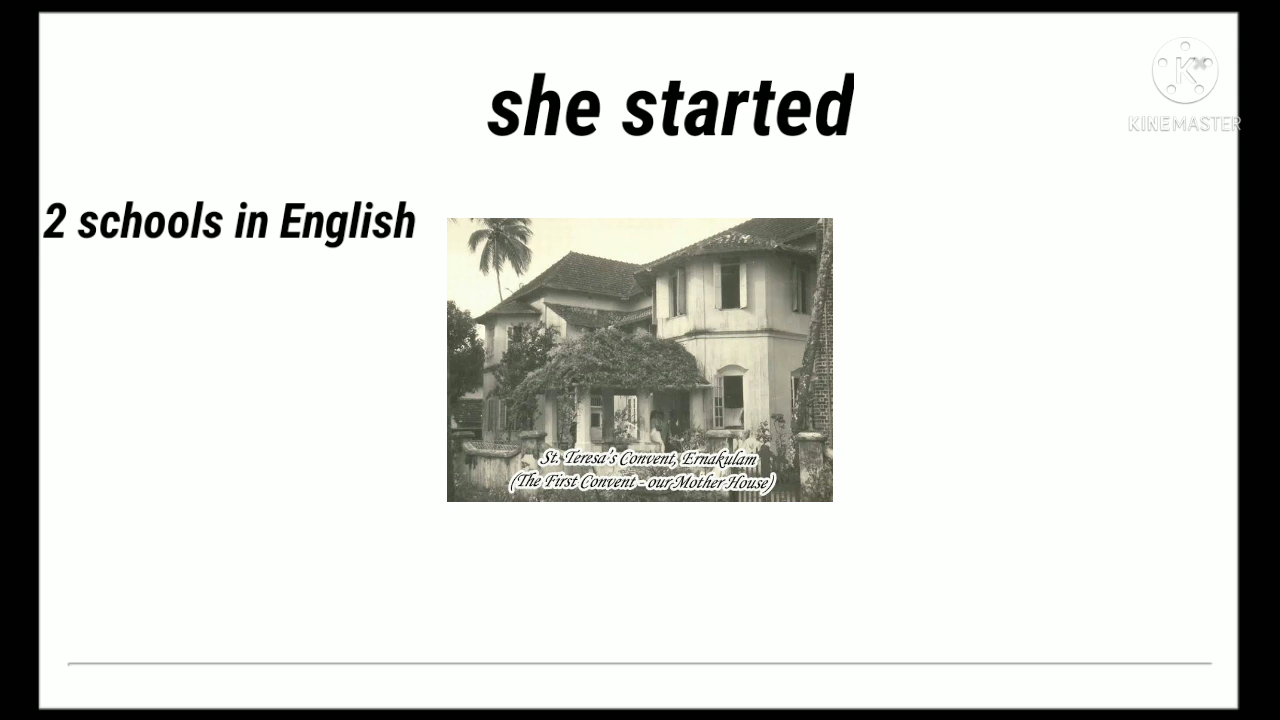 she started
KINEMASTER
2 schools in English
St. Teresa's Convent, Ernakulam
(The First Convent - our Mother House)